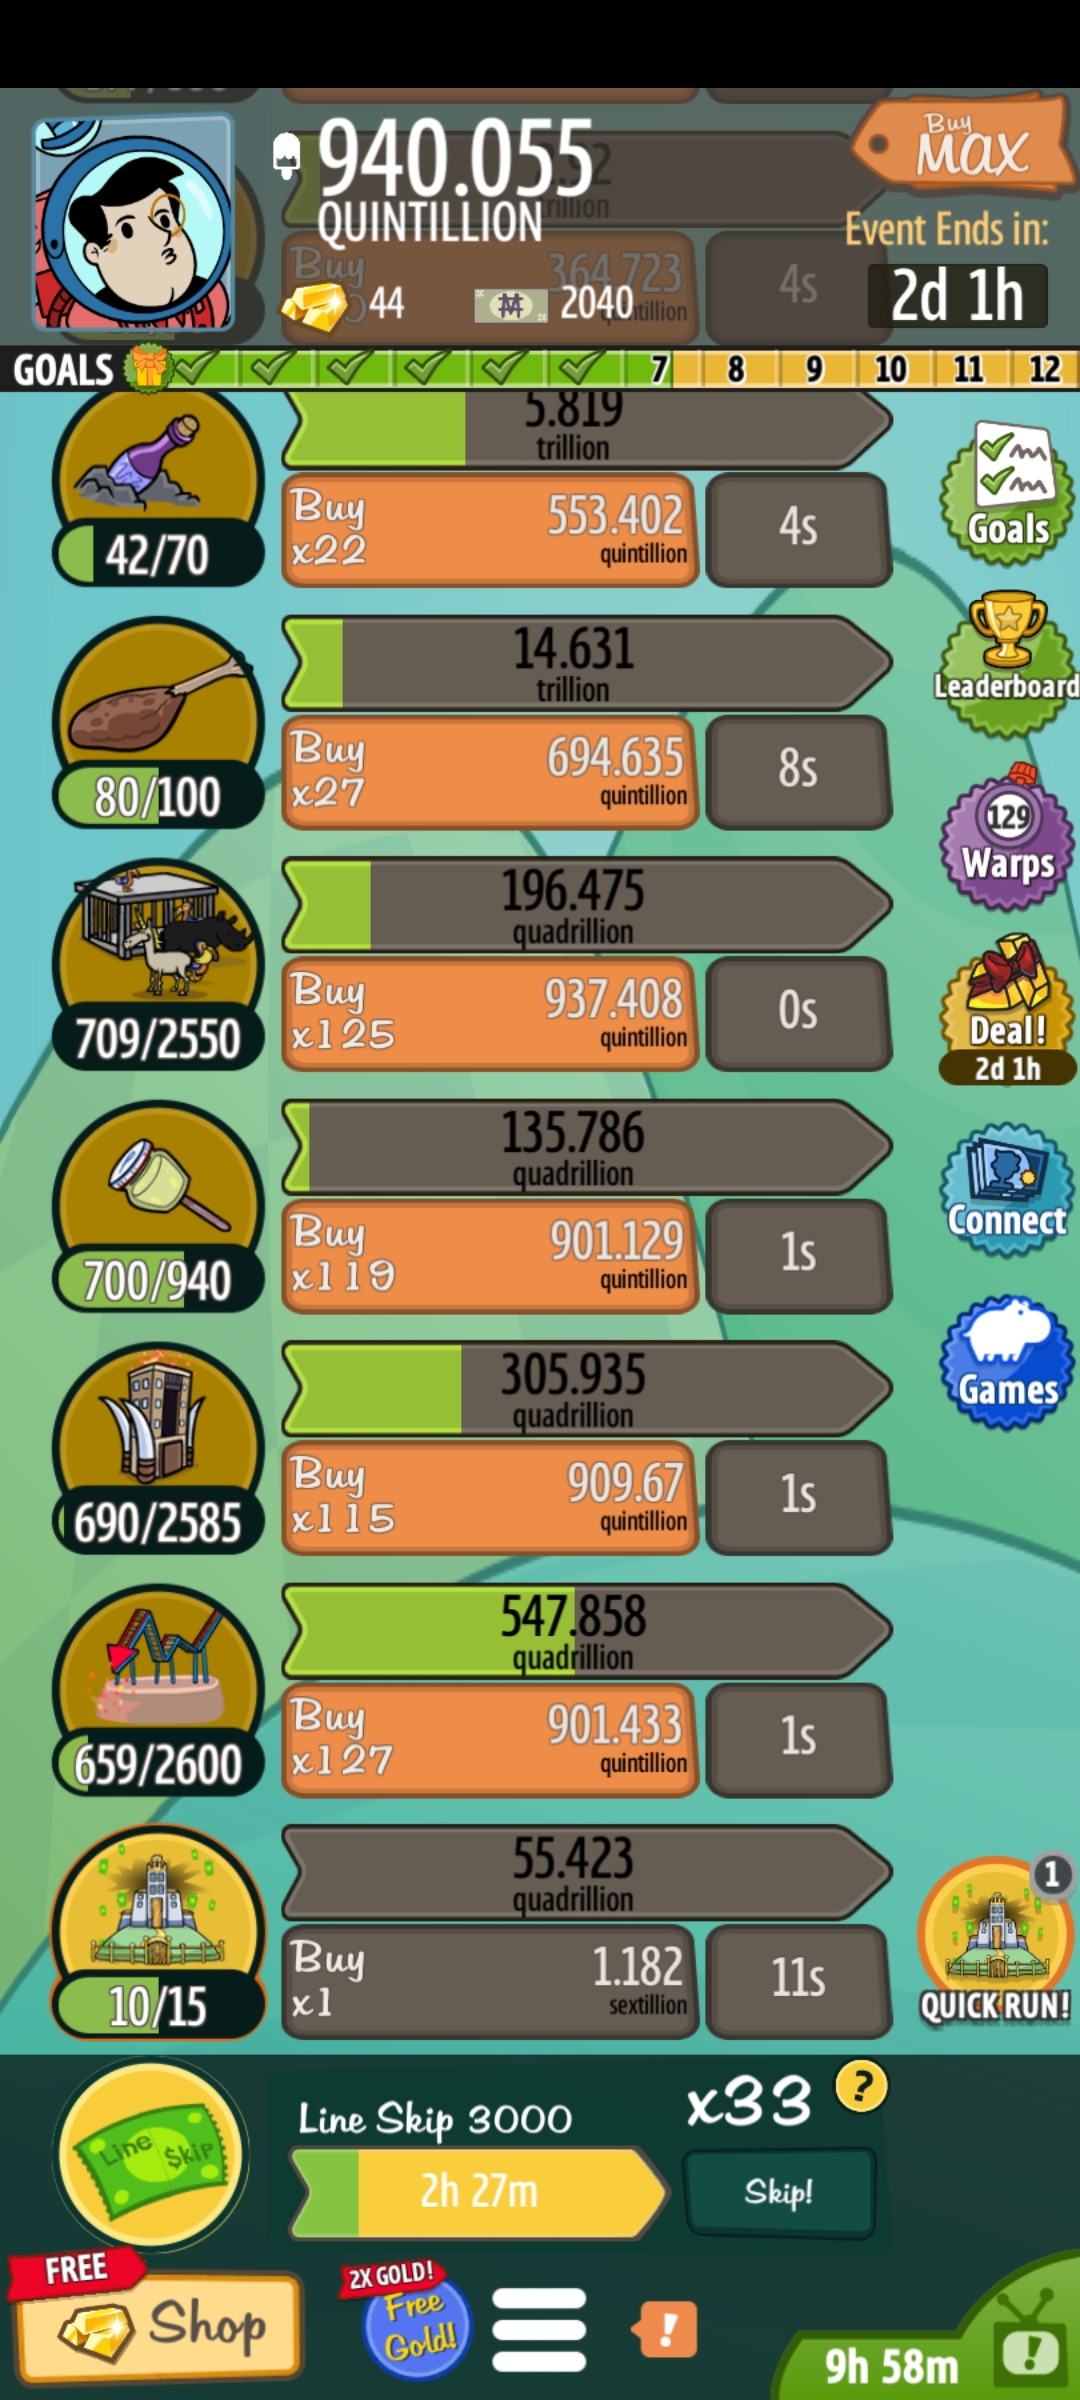 940.055
QUINTILLION
Buy
MAX
Event Ends in:
2d 1h
44
2040
trillion
Buy
364.723
4s
GOALS
7
8
9
10
11
12
5.819
trillion
42/70
Buy
x22
553.402
quintillion
4s
Goals
14.631
trillion
80/100
Buy
x27
694.635
quintillion
8s
Leaderboard
196.475
quadrillion
709/2550
Buy
x125
937.408
quintillion
0s
129
Warps
Deal!
2d 1h
135.786
quadrillion
700/940
Buy
x119
901.129
quintillion
1s
Connect
305.935
quadrillion
690/2585
Buy
x115
909.67
quintillion
1s
Games
547.858
quadrillion
659/2600
Buy
x127
901.433
quintillion
1s
55.423
quadrillion
10/15
Buy
x1
1.182
sextillion
11s
1
QUICK RUN!
Line Skip
Line Skip 3000
2h 27m
x33
?
Skip!
FREE
Shop
2X GOLD!
Free
Gold!
!
9h 58m
!